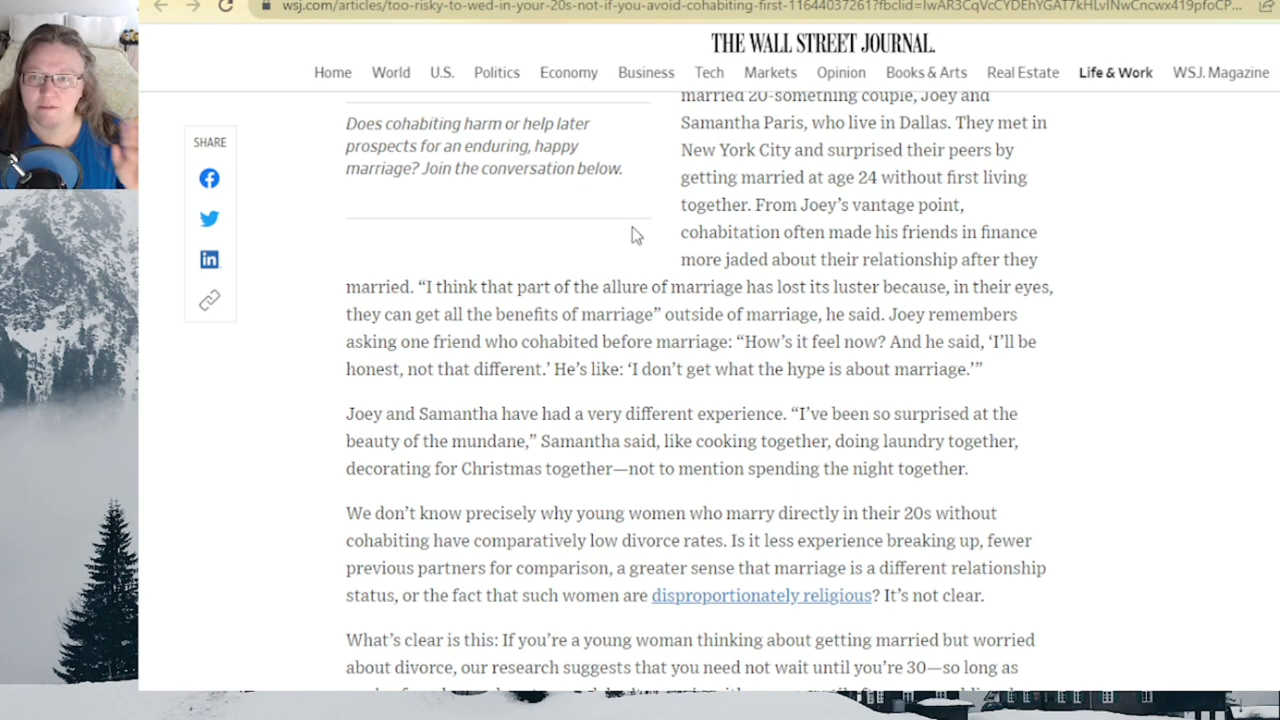 wsj.com/articles/too-risky-to-wed-in-your-20s-not-if-you-avoid-cohabiting-first-11644037261?fbclid=IwAR3CqVcCYDEhYGAT7kHLvINwCncwx419pfoCP...
THE WALL STREET JOURNAL.
Home World U.S. Politics Economy Business Tech Markets Opinion Books & Arts Real Estate Life & Work WSJ. Magazine
SHARE
Does cohabiting harm or help later
prospects for an enduring, happy
marriage? Join the conversation below.
married 20-something couple, Joey and
Samantha Paris, who live in Dallas. They met in
New York City and surprised their peers by
getting married at age 24 without first living
together. From Joey’s vantage point,
cohabitation often made his friends in finance
more jaded about their relationship after they
married. “I think that part of the allure of marriage has lost its luster because, in their eyes,
they can get all the benefits of marriage” outside of marriage, he said. Joey remembers
asking one friend who cohabited before marriage: “How’s it feel now? And he said, ‘I’ll be
honest, not that different.’ He’s like: ‘I don’t get what the hype is about marriage.’”
Joey and Samantha have had a very different experience. “I’ve been so surprised at the
beauty of the mundane,” Samantha said, like cooking together, doing laundry together,
decorating for Christmas together—not to mention spending the night together.
We don’t know precisely why young women who marry directly in their 20s without
cohabiting have comparatively low divorce rates. Is it less experience breaking up, fewer
previous partners for comparison, a greater sense that marriage is a different relationship
status, or the fact that such women are disproportionately religious? It’s not clear.
What’s clear is this: If you’re a young woman thinking about getting married but worried
about divorce, our research suggests that you need not wait until you’re 30—so long as